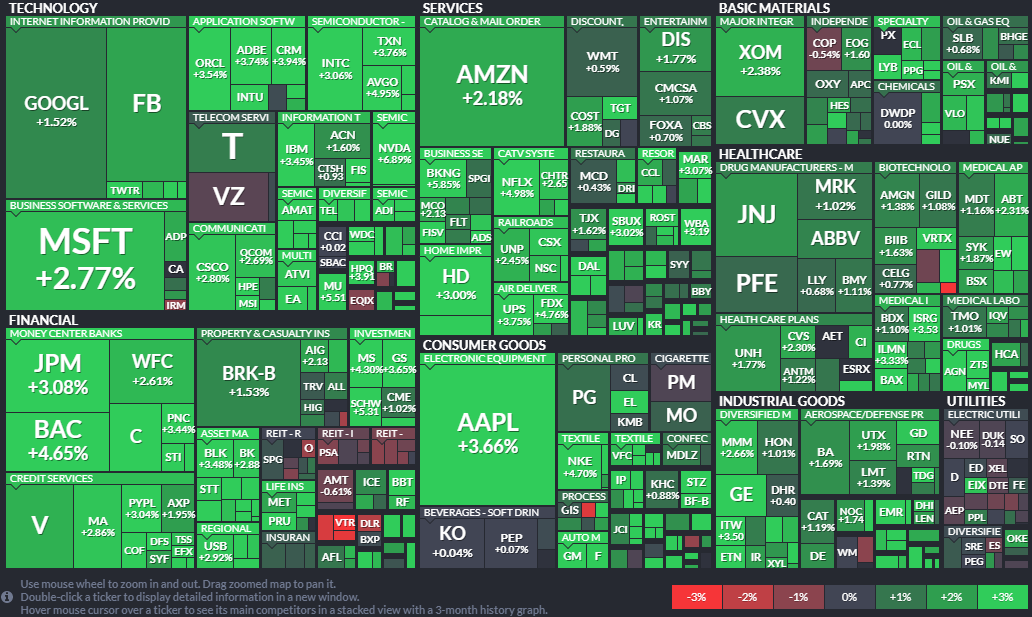 TECHNOLOGY
INTERNET INFORMATION PROVID
GOOGL
+1.52%
FB
TWTR
APPLICATION SOFTW
ORCL
+3.54%
ADBE
+3.74%
CRM
+3.94%
INTU
SEMICONDUCTOR -
INTC
+3.06%
TXN
+3.76%
AVGO
+4.95%
TELECOM SERVI
T
VZ
INFORMATION T
IBM
+3.45%
ACN
+1.60%
CTSH
+0.93
FIS
SEMIC
NVDA
+6.89%
BUSINESS SOFTWARE & SERVICES
MSFT
+2.77%
ADP
CA
IRM
COMMUNICATI
CSCO
+2.80%
QCOM
+2.69%
HPE
MSI
SEMIC
AMAT
DIVERSIF
TEL
SEMIC
ADI
MULTI
ATVI
EA
CCI
+0.02
SBAC
MU
+5.51
WDC
HPQ
+3.91
BR
EQIX
SERVICES
CATALOG & MAIL ORDER
AMZN
+2.18%
DISCOUNT,
WMT
+0.59%
COST
+1.88%
TGT
DG
ENTERTAINM
DIS
+1.77%
CMCSA
+1.07%
FOXA
+0.70%
CBS
BUSINESS SE
BKNG
+5.85%
SPGI
MCO
+2.13
FLT
FISV
ADS
CATV SYSTE
NFLX
+4.98%
CHTR
+2.65
RESTAURA
MCD
+0.43%
DRI
RESOR
CCL
MAR
+3.07%
RAILROADS
UNP
+2.45%
CSX
NSC
TJX
+1.62%
SBUX
+3.02%
ROST
WBA
+3.19
HOME IMPR
HD
+3.00%
AIR DELIVER
UPS
+3.75%
FDX
+4.76%
DAL
SYY
BBY
LUV
KR
BASIC MATERIALS
MAJOR INTEGR
XOM
+2.38%
CVX
INDEPENDE
COP
-0.54%
EOG
+1.60
OXY
APC
HES
SPECIALTY
PX
ECL
LYB
PPG
CHEMICALS
DWDP
0.00%
OIL & GAS EQ
SLB
+0.68%
BHGE
OIL &
PSX
VLO
OIL &
KMI
NUE
HEALTHCARE
DRUG MANUFACTURERS - M
JNJ
PFE
MRK
+1.02%
ABBV
LLY
+0.68%
BMY
+1.11%
BIOTECHNOLO
AMGN
+1.38%
GILD
+1.08%
BIIB
+1.63%
VRTX
CELG
+0.77%
MEDICAL AP
MDT
+1.16%
ABT
+2.31%
SYK
+1.87%
EW
BSX
HEALTH CARE PLANS
UNH
+1.77%
CVS
+2.30%
AET
CI
ANTM
+1.22%
ESRX
MEDICAL I
BDX
+1.10%
ISRG
+3.53
ILMN
+3.33%
BAX
MEDICAL LABO
TMO
+1.01%
IQV
DRUGS
AGN
ZTS
MYL
HCA
FINANCIAL
MONEY CENTER BANKS
JPM
+3.08%
WFC
+2.61%
BAC
+4.65%
C
PNC
+3.44%
STI
PROPERTY & CASUALTY INS
BRK-B
+1.53%
AIG
+2.13
TRV
ALL
HIG
INVESTMEN
MS
+4.30%
GS
+3.65%
SCHW
+5.31
CME
+1.02%
CREDIT SERVICES
V
MA
+2.86%
PYPL
+3.04%
AXP
+1.95%
COF
DFS
TSS
SYF
EFX
ASSET MA
BLK
+3.48%
BK
+2.88
STT
REGIONAL
USB
+2.92%
REIT - R
SPG
O
REIT - I
PSA
REIT -
LIFE INS
MET
PRU
INSURAN
AMT
-0.61%
ICE
BBT
RF
VTR
DLR
BXP
AFL
CONSUMER GOODS
ELECTRONIC EQUIPMENT
AAPL
+3.66%
PERSONAL PRO
PG
CL
EL
KMB
CIGARETTE
PM
MO
TEXTILE
NKE
+4.70%
TEXTILE
VFC
CONFEC
MDLZ
IP
KHC
+0.88%
STZ
BF-B
BEVERAGES - SOFT DRIN
KO
+0.04%
PEP
+0.07%
PROCESS
GIS
AUTO M
GM
F
JCI
INDUSTRIAL GOODS
DIVERSIFIED M
MMM
+2.66%
HON
+1.01%
GE
DHR
+0.40
ITW
+3.50
ETN
IR
XYL
AEROSPACE/DEFENSE PR
BA
+1.69%
UTX
+1.98%
LMT
+1.39%
GD
RTN
TDG
CAT
+1.19%
DE
NOC
+1.74
WM
EMR
DHI
LEN
UTILITIES
ELECTRIC UTILI
NEE
-0.10%
DUK
-0.14
SO
D
ED
XEL
EIX
DTE
FE
AEP
PPL
DIVERSIFIE
SRE
ES
PEG
OKE
Use mouse wheel to zoom in and out. Drag zoomed map to pan it.
Double-click a ticker to display detailed information in a new window.
Hover mouse cursor over a ticker to see its main competitors in a stacked view with a 3-month history graph.
-3%
-2%
-1%
0%
+1%
+2%
+3%